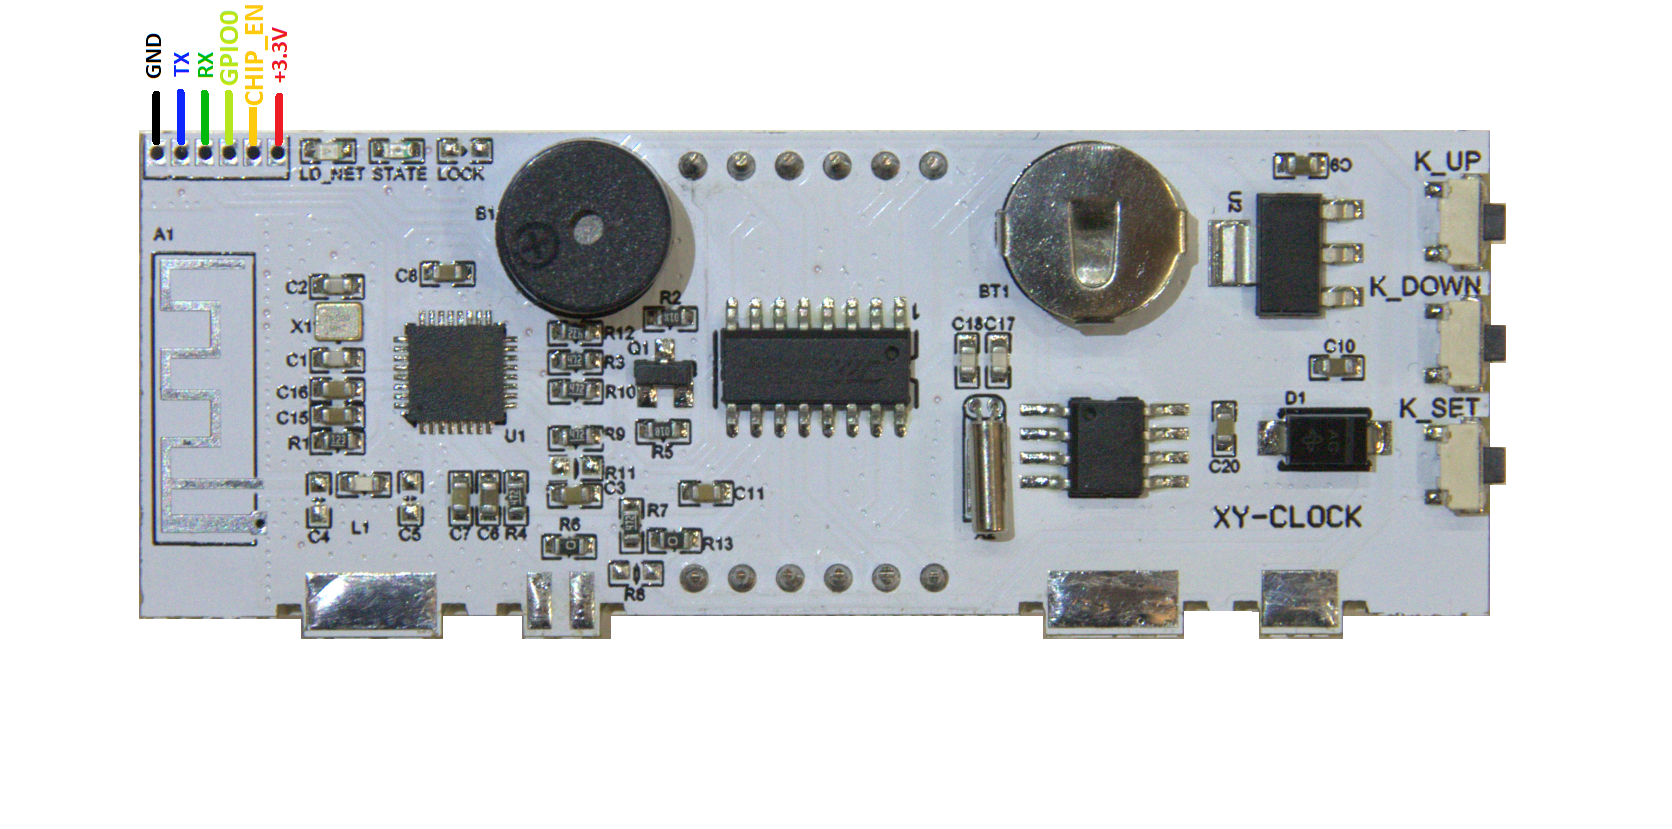 GND
TX
RX
GPIO0
CHIP_EN
+3.3V
LD_NET STATE LOCK
K_UP
C9
B1
U2
A1
C8
C2
K_DOWN
BT1
R2
X1
R12
1
C18 C17
Q1
C10
C1
R3
C16
R10
D1
K_SET
C15
R1
U1
R9
R5
C20
R11
C3
C11
XY-CLOCK
R7
R6
L1
C4
C5
C7 C6 R4
R13
R8